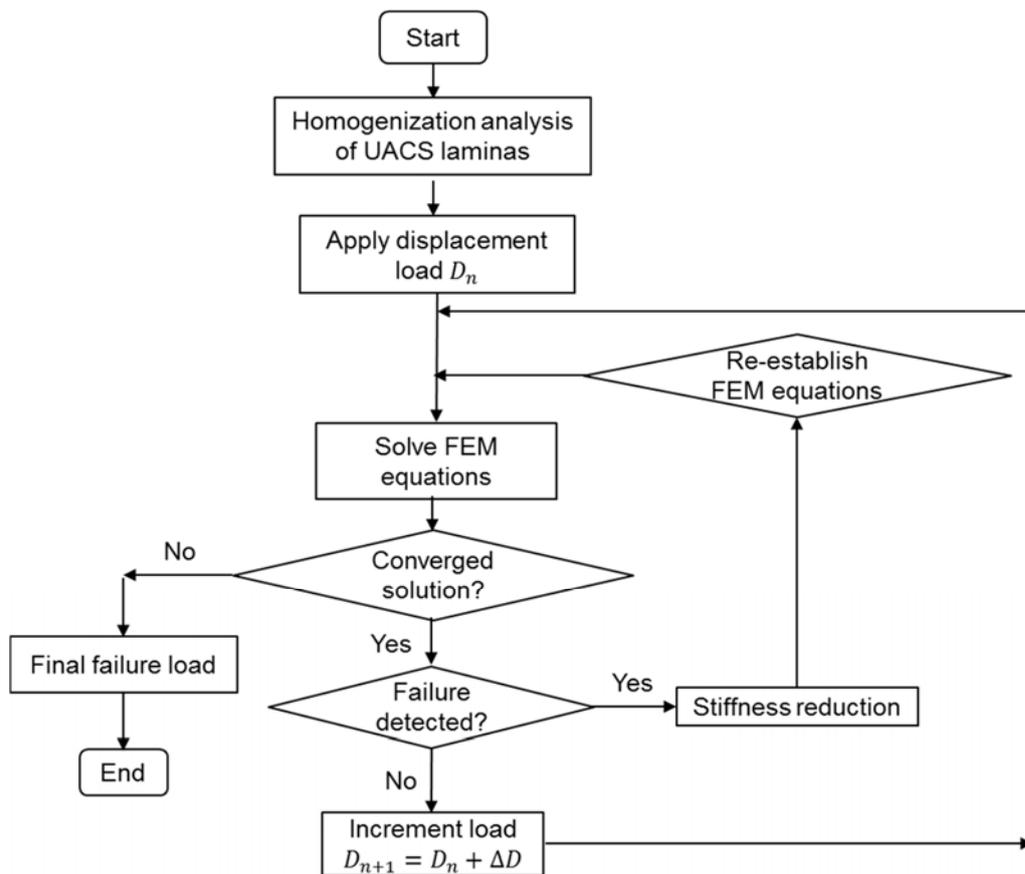 Start
Homogenization analysis
of UACS laminas
Apply displacement
load $D_n$
Re-establish
FEM equations
Solve FEM
equations
No
Converged
solution?
Yes
Final failure load
Failure
detected?
Yes
Stiffness reduction
End
No
Increment load
$D_{n+1} = D_n + \Delta D$